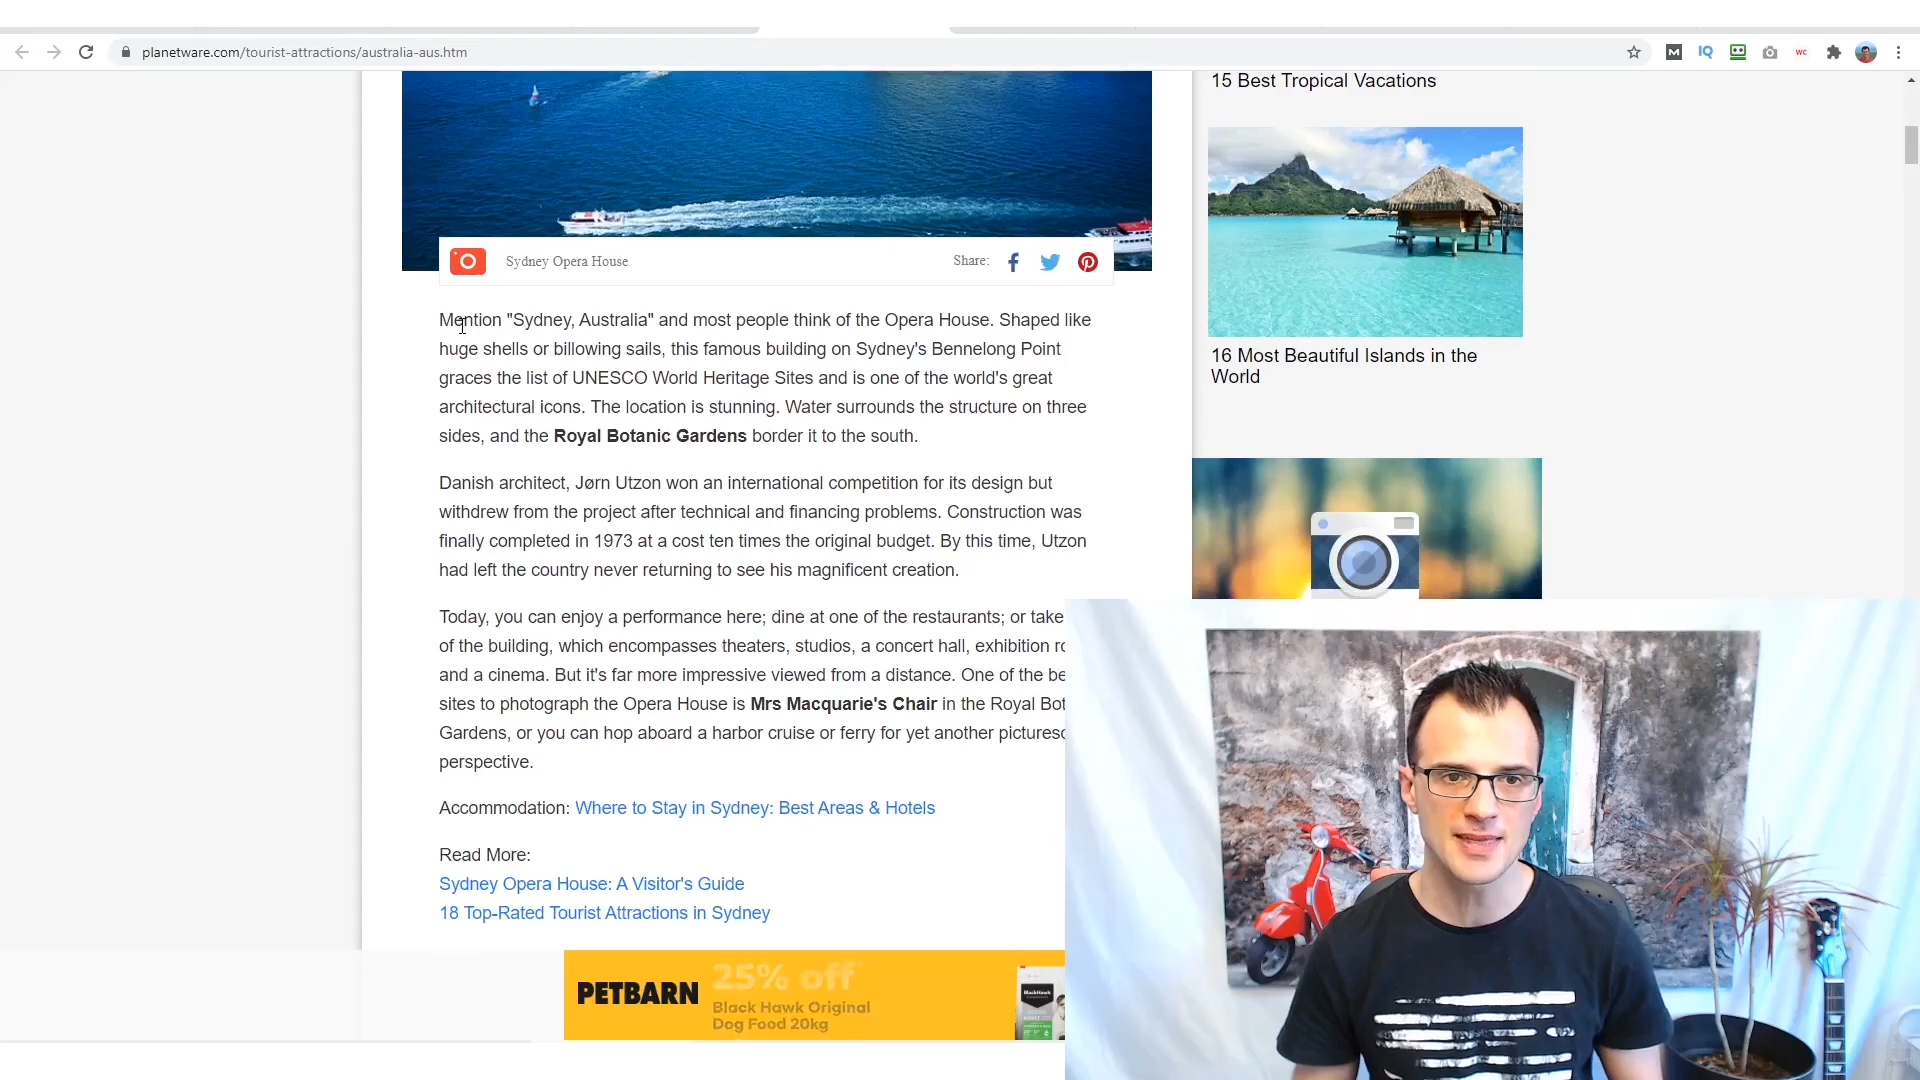 planetware.com/tourist-attractions/australia-aus.htm
M IQ WC
15 Best Tropical Vacations
Sydney Opera House
Share:
16 Most Beautiful Islands in the
World
Mention "Sydney, Australia" and most people think of the Opera House. Shaped like
huge shells or billowing sails, this famous building on Sydney's Bennelong Point
graces the list of UNESCO World Heritage Sites and is one of the world's great
architectural icons. The location is stunning. Water surrounds the structure on three
sides, and the Royal Botanic Gardens border it to the south.
Danish architect, Jørn Utzon won an international competition for its design but
withdrew from the project after technical and financing problems. Construction was
finally completed in 1973 at a cost ten times the original budget. By this time, Utzon
had left the country never returning to see his magnificent creation.
Today, you can enjoy a performance here; dine at one of the restaurants; or take
of the building, which encompasses theaters, studios, a concert hall, exhibition
and a cinema. But it's far more impressive viewed from a distance. One of the
sites to photograph the Opera House is Mrs Macquarie's Chair in the Royal
Gardens, or you can hop aboard a harbor cruise or ferry for yet another
perspective.
Accommodation: Where to Stay in Sydney: Best Areas & Hotels
Read More:
Sydney Opera House: A Visitor's Guide
18 Top-Rated Tourist Attractions in Sydney
PETBARN
25% off
Black Hawk Original
Dog Food 20kg